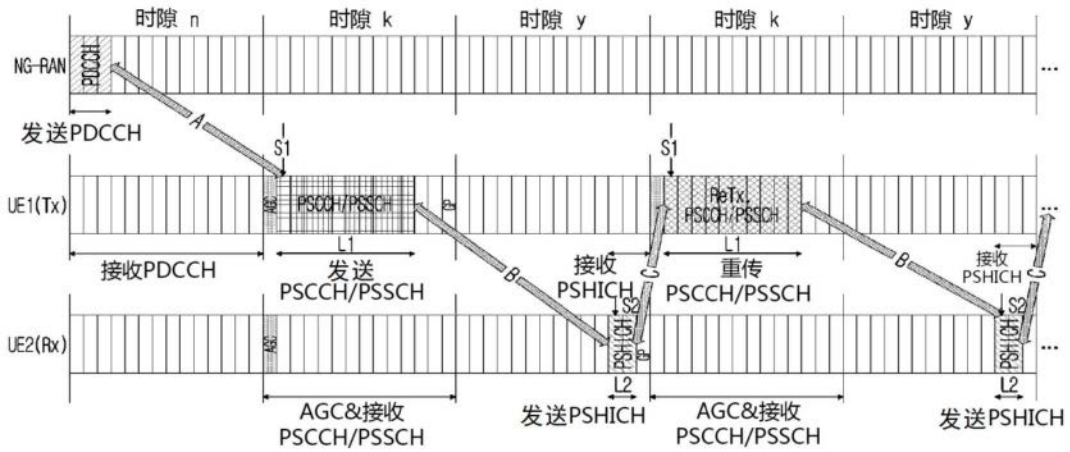 时隙 n 时隙 k 时隙 y 时隙 k 时隙 y
NG-RAN PDCCH ...
发送PDCCH A S1 S1
UE1(Tx) AGC PSCCH/PSSCH GP ReTx. PSCCH/PSSCH ...
接收PDCCH L1 发送 PSCCH/PSSCH B 接收 PSHICH C L1 重传 PSCCH/PSSCH B 接收 PSHICH C
S2 S2
UE2(Rx) AGC PSHICH GP PSHICH ...
L2 L2
AGC&接收 PSCCH/PSSCH 发送PSHICH AGC&接收 PSCCH/PSSCH 发送PSHICH